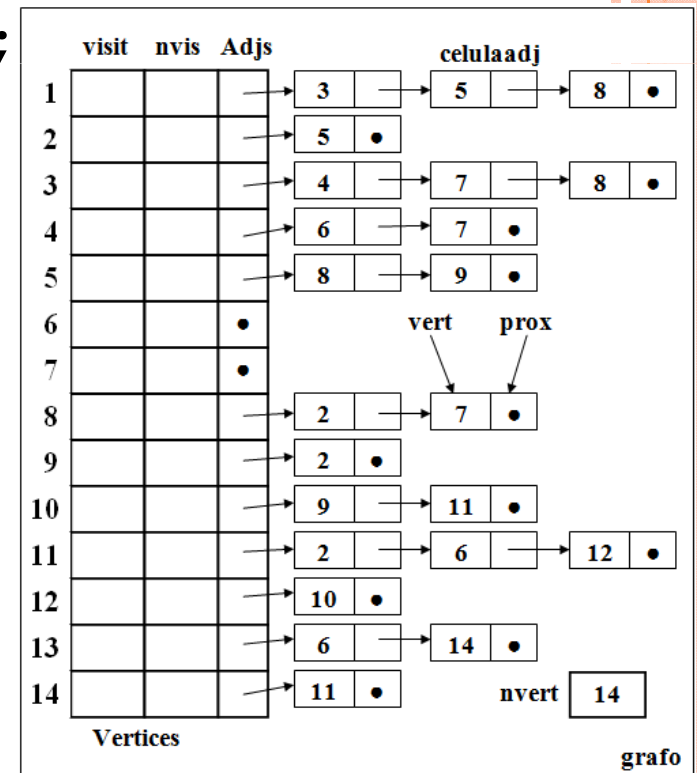 ;
visit nvis Adjs
celulaadj
1 3 5 8
2 5
3 4 7 8
4 6 7
5 8 9
6
vert prox
7
8 2 7
9 2
10 9 11
11 2 6 12
12 10
13 6 14
14 11 nvert 14
Vertices
grafo